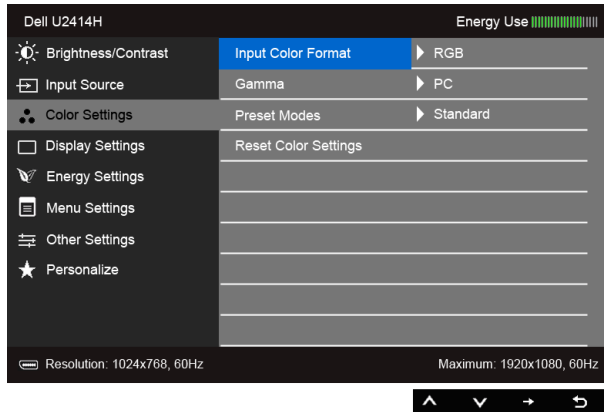 Dell U2414H Energy Use
Brightness/Contrast Input Color Format RGB
Input Source Gamma PC
Color Settings Preset Modes Standard
Display Settings Reset Color Settings
Energy Settings
Menu Settings
Other Settings
Personalize
Resolution: 1024x768, 60Hz Maximum: 1920x1080, 60Hz